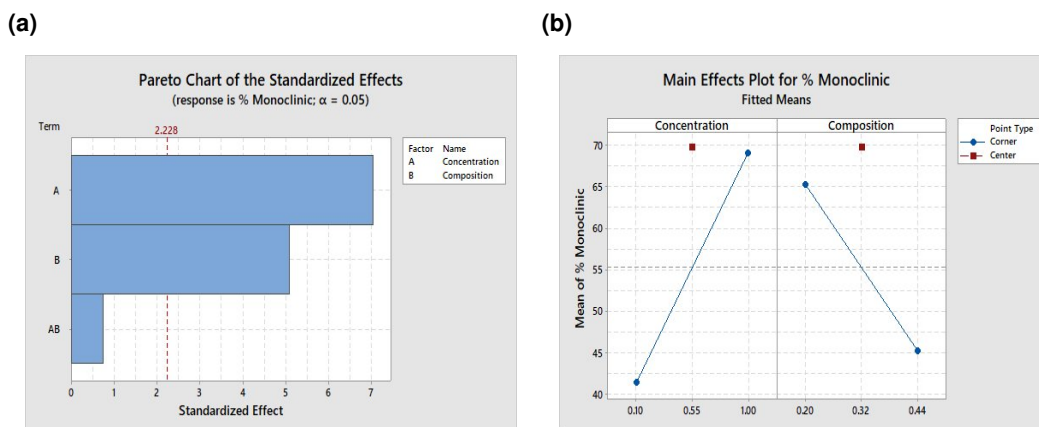 (a)
Pareto Chart of the Standardized Effects
(response is % Monoclinic; α = 0.05)
Term
2.228
A
B
AB
0 1 2 3 4 5 6 7
Standardized Effect
Factor Name
A Concentration
B Composition
(b)
Main Effects Plot for % Monoclinic
Fitted Means
Concentration Composition
70
65
60
55
50
45
40
Mean of % Monoclinic
0.10 0.55 1.00 0.20 0.32 0.44
Point Type
Corner
Center